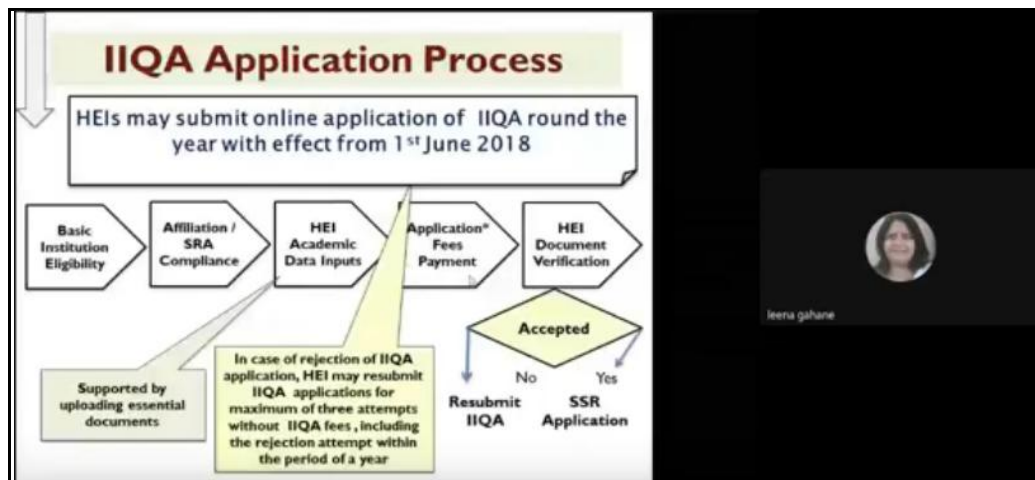 IIQA Application Process
HEIs may submit online application of IIQA round the
year with effect from 1st June 2018
Basic
Institution
Eligibility
Affiliation /
SRA
Compliance
HEI
Academic
Data Inputs
Application*
Fees
Payment
HEI
Document
Verification
Accepted
No
Yes
Resubmit
IIQA
SSR
Application
Supported by
uploading essential
documents
In case of rejection of IIQA
application, HEI may resubmit
IIQA applications for
maximum of three attempts
without IIQA fees , including
the rejection attempt within
the period of a year
leena gahane